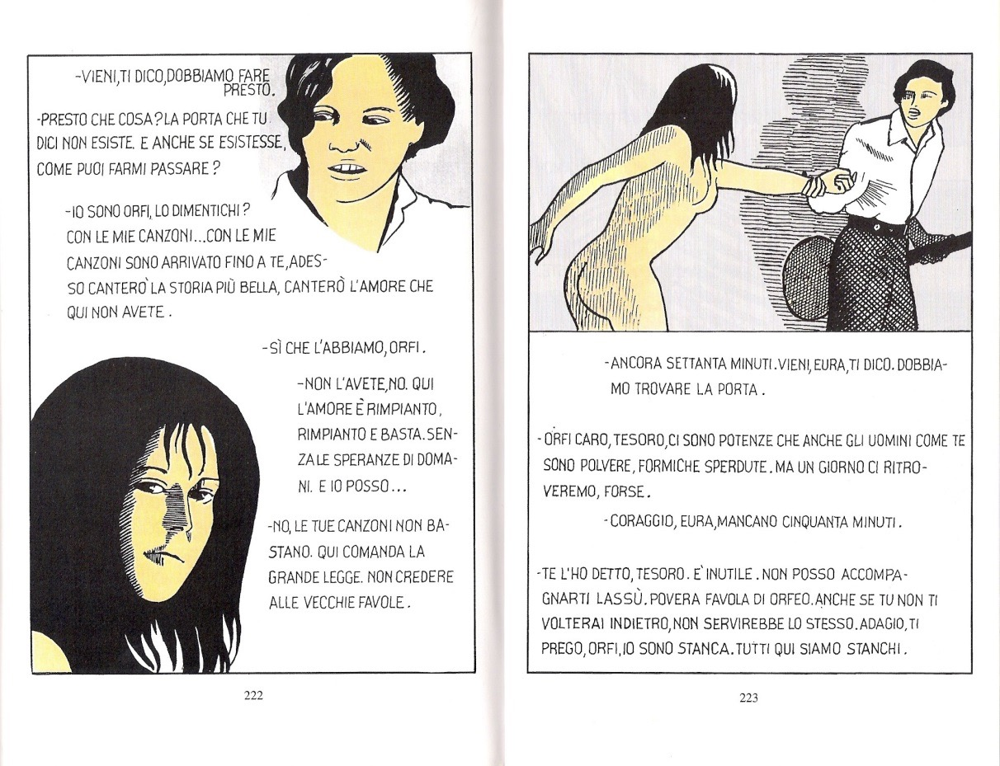 -VIENI,TI DICO,DOBBIAMO FARE
PRESTO.
-PRESTO CHE COSA?LA PORTA CHE TU
DICI NON ESISTE. E ANCHE SE ESISTESSE,
COME PUOI FARMI PASSARE?
-IO SONO ORFI, LO DIMENTICHI?
CON LE MIE CANZONI...CON LE MIE
CANZONI SONO ARRIVATO FINO A TE,ADES-
SO CANTERÒ LA STORIA PIÙ BELLA, CANTERÒ L'AMORE CHE
QUI NON AVETE.
-SÌ CHE L'ABBIAMO, ORFI.
-NON L'AVETE,NO. QUI
L'AMORE È RIMPIANTO,
RIMPIANTO E BASTA.SEN-
ZA LE SPERANZE DI DOMA-
NI. E IO POSSO...
-NO, LE TUE CANZONI NON BA-
STANO. QUI COMANDA LA
GRANDE LEGGE. NON CREDERE
ALLE VECCHIE FAVOLE.
222
-ANCORA SETTANTA MINUTI.VIENI,EURA,TI DICO. DOBBIA-
MO TROVARE LA PORTA.
-ORFI CARO, TESORO,CI SONO POTENZE CHE ANCHE GLI UOMINI COME TE
SONO POLVERE, FORMICHE SPERDUTE. MA UN GIORNO CI RITRO-
VEREMO, FORSE.
-CORAGGIO, EURA,MANCANO CINQUANTA MINUTI.
-TE L'HO DETTO, TESORO. E' INUTILE. NON POSSO ACCOMPA-
GNARTI LASSÙ. POVERA FAVOLA DI ORFEO.ANCHE SE TU NON TI
VOLTERAI INDIETRO,NON SERVIREBBE LO STESSO.ADAGIO,TI
PREGO, ORFI,IO SONO STANCA.TUTTI QUI SIAMO STANCHI.
223